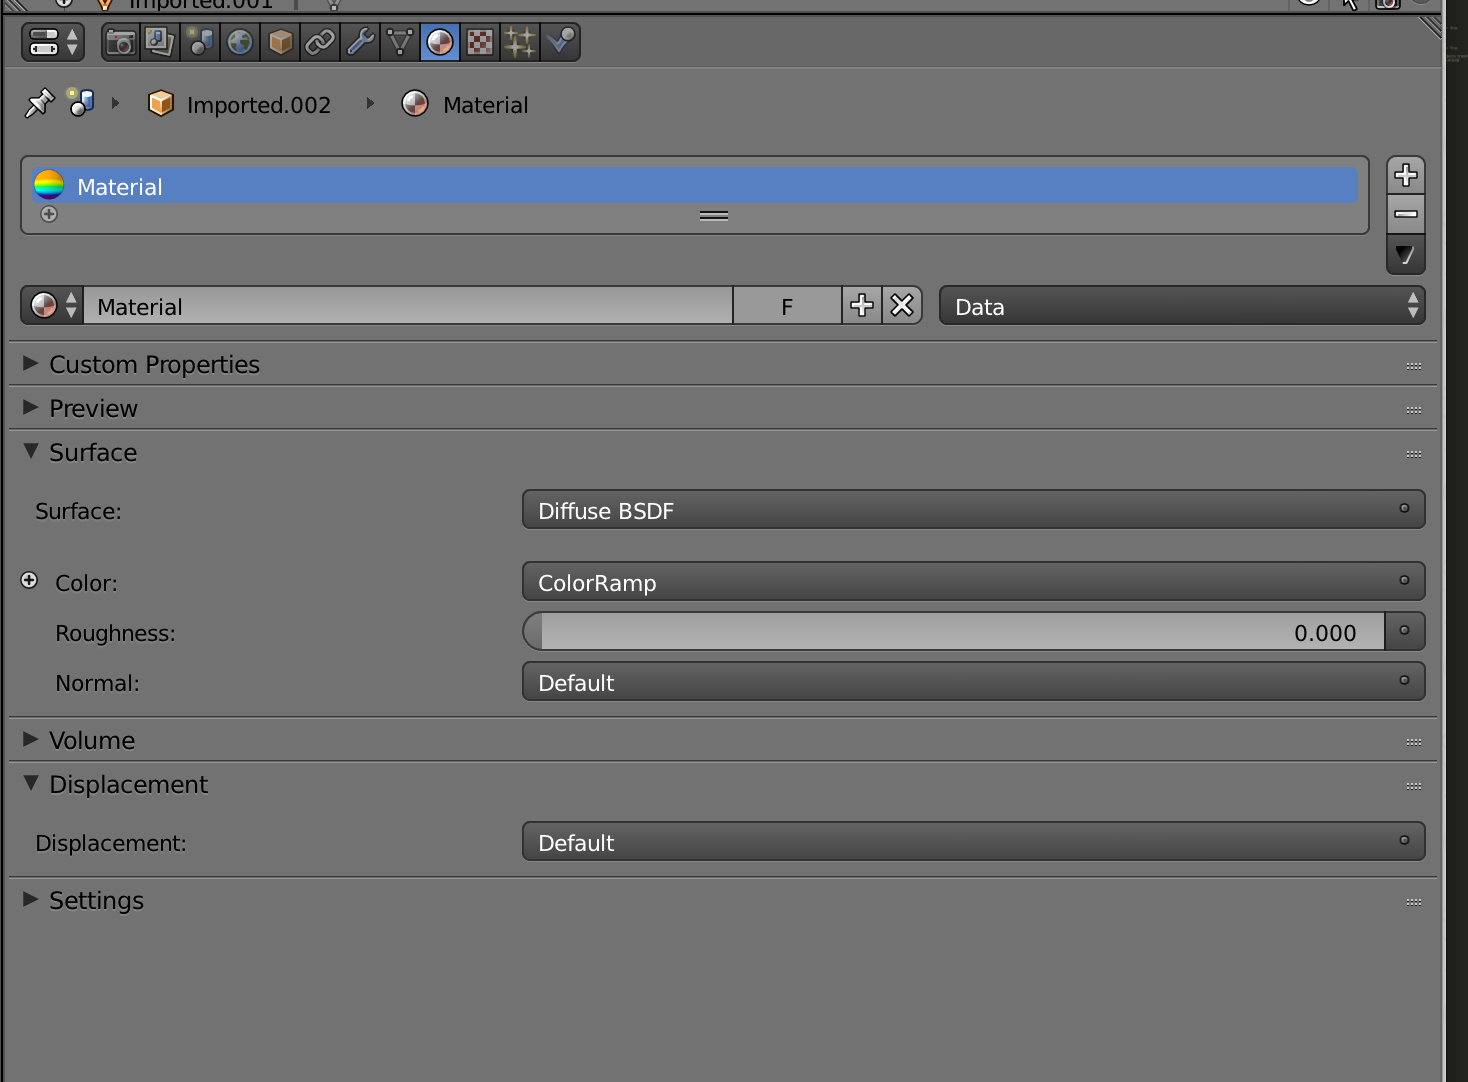 Imported.001
Imported.002 Material
Material
Material F Data
Custom Properties
Preview
Surface
Surface: Diffuse BSDF
Color: ColorRamp
Roughness: 0.000
Normal: Default
Volume
Displacement
Displacement: Default
Settings